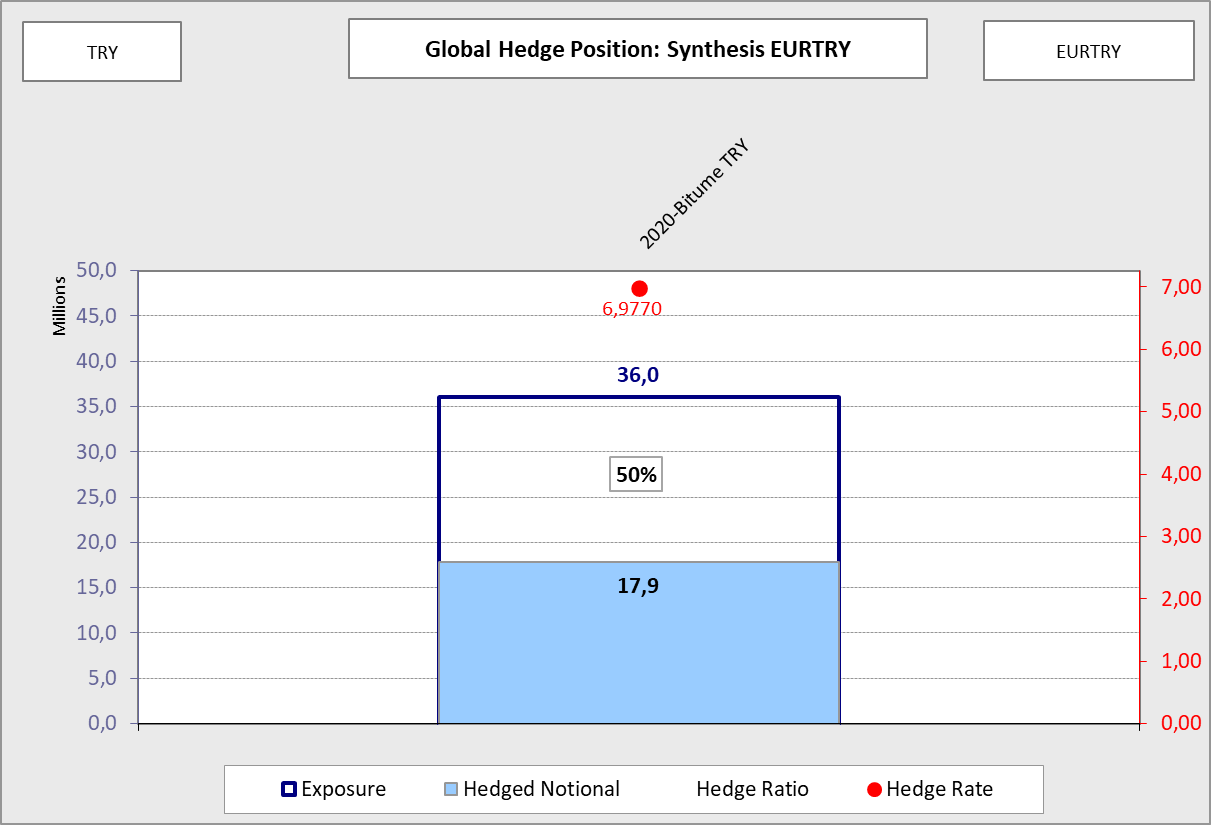 TRY
Global Hedge Position: Synthesis EURTRY
EURTRY
2020-Bitume TRY
Millions
50,0
45,0
40,0
35,0
30,0
25,0
20,0
15,0
10,0
5,0
0,0
6,9770
36,0
50%
17,9
7,00
6,00
5,00
4,00
3,00
2,00
1,00
0,00
Exposure
Hedged Notional
Hedge Ratio
Hedge Rate